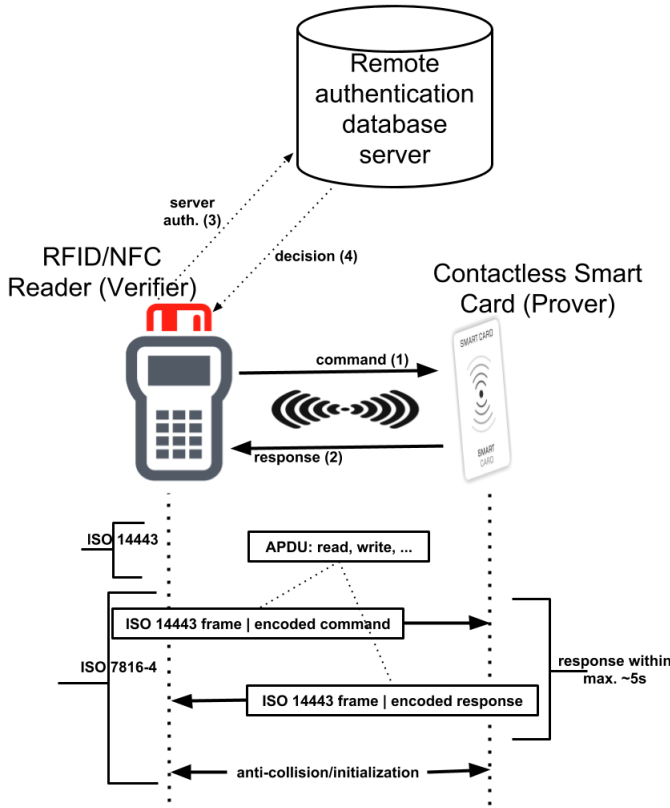 Remote
authentication
database
server
server
auth. (3)
decision (4)
RFID/NFC
Reader (Verifier)
Contactless Smart
Card (Prover)
command (1)
SMART CARD
response (2)
SMART
CARD
ISO 14443
APDU: read, write, ...
ISO 14443 frame | encoded command
ISO 7816-4
response within
max. ~5s
ISO 14443 frame | encoded response
anti-collision/initialization